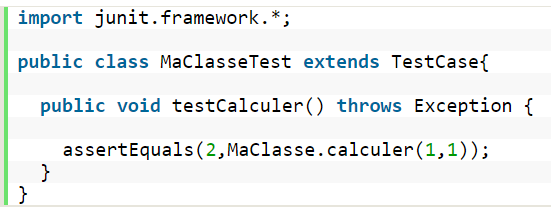 import junit.framework.*;
public class MaClasseTest extends TestCase{
public void testCalculer() throws Exception {
assertEquals(2,MaClasse.calculer(1,1));
}
}